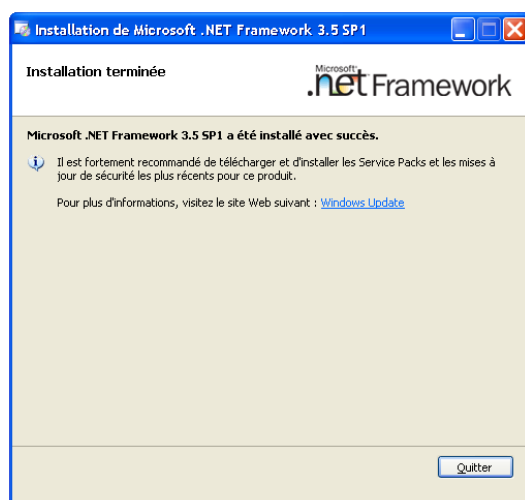 Installation de Microsoft .NET Framework 3.5 SP1
Installation terminée
Microsoft
.net Framework
Microsoft .NET Framework 3.5 SP1 a été installé avec succès.
Il est fortement recommandé de télécharger et d'installer les Service Packs et les mises à
jour de sécurité les plus récents pour ce produit.
Pour plus d'informations, visitez le site Web suivant : Windows Update
Quitter